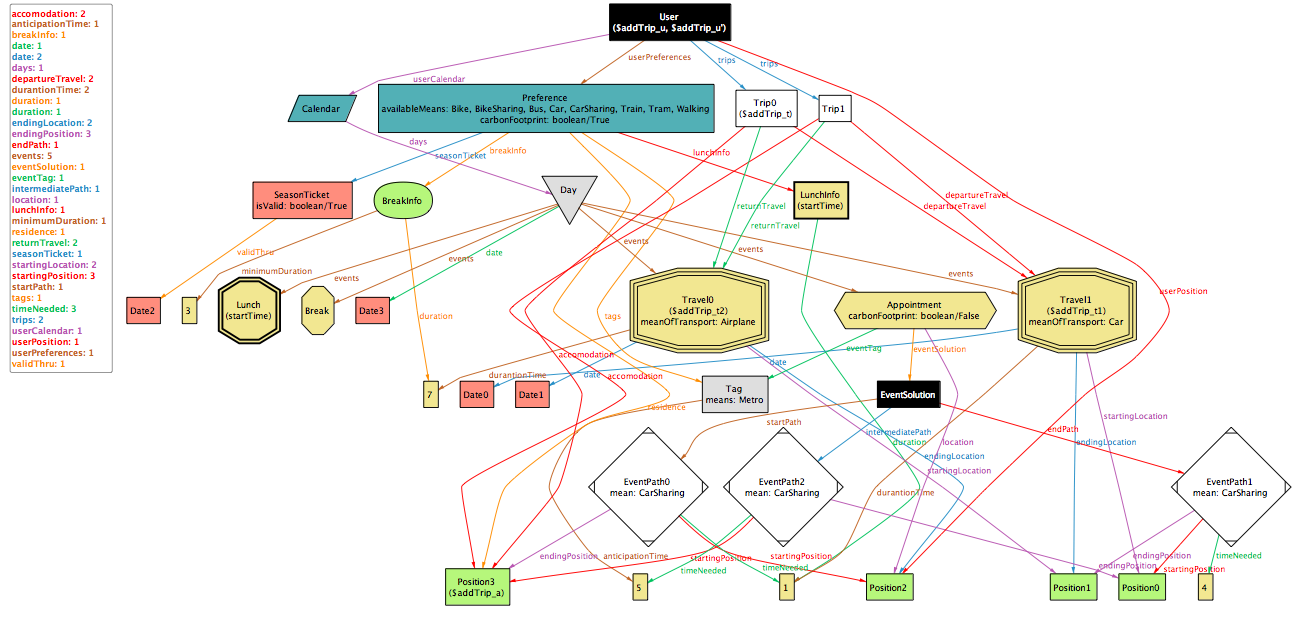 accomodation: 2
anticipationTime: 1
breakInfo: 1
date: 1
date: 2
days: 1
departureTravel: 2
durantionTime: 2
duration: 1
duration: 1
endingLocation: 2
endingPosition: 3
endPath: 1
events: 5
eventSolution: 1
eventTag: 1
intermediatePath: 1
location: 1
lunchInfo: 1
minimumDuration: 1
residence: 1
returnTravel: 2
seasonTicket: 1
startingLocation: 2
startingPosition: 3
startPath: 1
tags: 1
timeNeeded: 3
trips: 2
userCalendar: 1
userPosition: 1
userPreferences: 1
validThru: 1
User
($addTrip_u, $addTrip_u')
userPreferences
trips
trips
userCalendar
Calendar
Preference
availableMeans: Bike, BikeSharing, Bus, Car, CarSharing, Train, Tram, Walking
carbonFootprint: boolean/True
Trip0
($addTrip_t)
Trip1
days
seasonTicket
breakInfo
lunchInfo
SeasonTicket
isValid: boolean/True
BreakInfo
Day
LunchInfo
(startTime)
departureTravel
departureTravel
returnTravel
returnTravel
events
events
events
events
events
date
validThru
minimumDuration
userPosition
Date2
3
Lunch
(startTime)
Break
Date3
Travel0
($addTrip_t2)
meanOfTransport: Airplane
Appointment
carbonFootprint: boolean/False
Travel1
($addTrip_t1)
meanOfTransport: Car
duration
tags
accomodation
accomodation
durantionTime
date
date
eventTag
eventSolution
7
Date0
Date1
Tag
means: Metro
EventSolution
residence
startPath
intermediatePath
duration
location
endingLocation
startingLocation
endPath
endingLocation
startingLocation
EventPath0
mean: CarSharing
EventPath2
mean: CarSharing
EventPath1
mean: CarSharing
durantionTime
endingPosition
anticipationTime
startingPosition
timeNeeded
startingPosition
timeNeeded
endingPosition
endingPosition
startingPosition
timeNeeded
Position3
($addTrip_a)
5
1
Position2
Position1
Position0
4